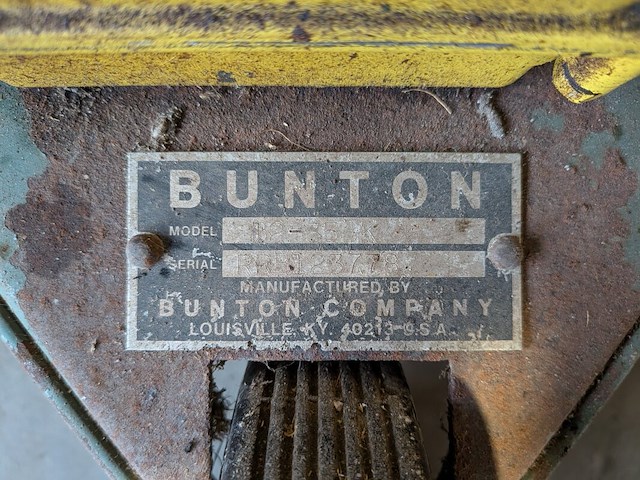 BUNTON
MODEL
SERIAL
MANUFACTURED BY
BUNTON COMPANY
LOUISVILLE, KY. 40213-U.S.A.